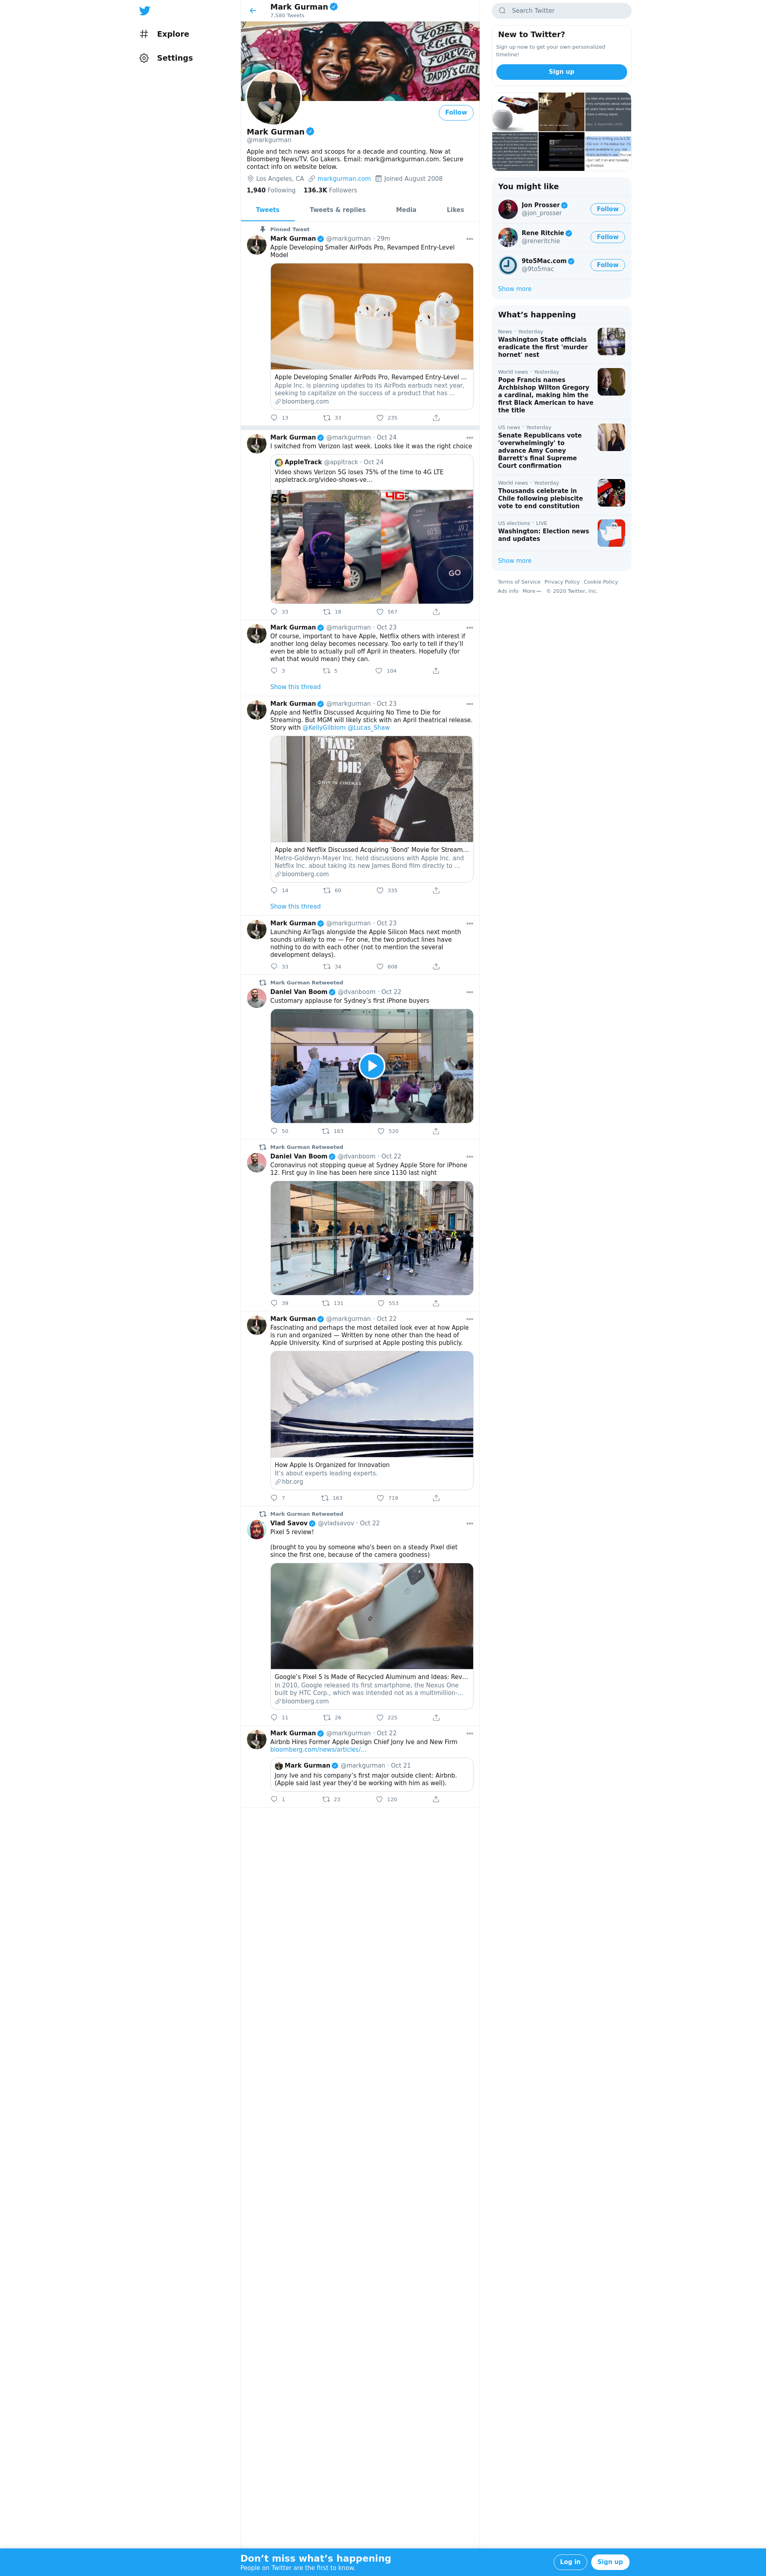 Mark Gurman
7,580 Tweets
Explore
Settings
KOBE
& GIGI
FOREVER
DADDY'S
GIRL
Follow
Mark Gurman
@markgurman
Apple and tech news and scoops for a decade and counting. Now at
Bloomberg News/TV. Go Lakers. Email: mark@markgurman.com. Secure
contact info on website below.
Los Angeles, CA markgurman.com Joined August 2008
1,940 Following 136.3K Followers
Tweets Tweets & replies Media Likes
Pinned Tweet
Mark Gurman @markgurman · 29m
Apple Developing Smaller AirPods Pro, Revamped Entry-Level
Model
Apple Developing Smaller AirPods Pro, Revamped Entry-Level ...
Apple Inc. is planning updates to its AirPods earbuds next year,
seeking to capitalize on the success of a product that has ...
bloomberg.com
13 33 235
Mark Gurman @markgurman · Oct 24
I switched from Verizon last week. Looks like it was the right choice
AppleTrack @appltrack · Oct 24
Video shows Verizon 5G loses 75% of the time to 4G LTE
appletrack.org/video-shows-ve…
5G
Walmart
4G
GO
33 18 567
Mark Gurman @markgurman · Oct 23
Of course, important to have Apple, Netflix others with interest if
another long delay becomes necessary. Too early to tell if they'll
even be able to actually pull off April in theaters. Hopefully (for
what that would mean) they can.
3 5 104
Show this thread
Mark Gurman @markgurman · Oct 23
Apple and Netflix Discussed Acquiring No Time to Die for
Streaming. But MGM will likely stick with an April theatrical release.
Story with @KellyGilblom @Lucas_Shaw
TIME
TO
DIE
ONLY IN CINEMAS
Apple and Netflix Discussed Acquiring 'Bond' Movie for Stream...
Metro-Goldwyn-Mayer Inc. held discussions with Apple Inc. and
Netflix Inc. about taking its new James Bond film directly to ...
bloomberg.com
14 60 335
Show this thread
Mark Gurman @markgurman · Oct 23
Launching AirTags alongside the Apple Silicon Macs next month
sounds unlikely to me — For one, the two product lines have
nothing to do with each other (not to mention the several
development delays).
33 34 608
Mark Gurman Retweeted
Daniel Van Boom @dvanboom · Oct 22
Customary applause for Sydney's first iPhone buyers
50 183 520
Mark Gurman Retweeted
Daniel Van Boom @dvanboom · Oct 22
Coronavirus not stopping queue at Sydney Apple Store for iPhone
12. First guy in line has been here since 1130 last night
39 131 553
Mark Gurman @markgurman · Oct 22
Fascinating and perhaps the most detailed look ever at how Apple
is run and organized — Written by none other than the head of
Apple University. Kind of surprised at Apple posting this publicly.
How Apple Is Organized for Innovation
It's about experts leading experts.
hbr.org
7 163 719
Mark Gurman Retweeted
Vlad Savov @vladsavov · Oct 22
Pixel 5 review!
(brought to you by someone who's been on a steady Pixel diet
since the first one, because of the camera goodness)
Google's Pixel 5 Is Made of Recycled Aluminum and Ideas: Rev...
In 2010, Google released its first smartphone, the Nexus One
built by HTC Corp., which was intended not as a multimillion-...
bloomberg.com
11 26 225
Mark Gurman @markgurman · Oct 22
Airbnb Hires Former Apple Design Chief Jony Ive and New Firm
bloomberg.com/news/articles/…
Mark Gurman @markgurman · Oct 21
Jony Ive and his company's first major outside client: Airbnb.
(Apple said last year they'd be working with him as well).
1 23 120
Search Twitter
New to Twitter?
Sign up now to get your own personalized
timeline!
Sign up
You might like
Jon Prosser
@jon_prosser
Follow
Rene Ritchie
@reneritchie
Follow
9to5Mac.com
@9to5mac
Follow
Show more
What's happening
News · Yesterday
Washington State officials
eradicate the first 'murder
hornet' nest
World news · Yesterday
Pope Francis names
Archbishop Wilton Gregory
a cardinal, making him the
first Black American to have
the title
US news · Yesterday
Senate Republicans vote
'overwhelmingly' to
advance Amy Coney
Barrett's final Supreme
Court confirmation
World news · Yesterday
Thousands celebrate in
Chile following plebiscite
vote to end constitution
US elections · LIVE
Washington: Election news
and updates
Show more
Terms of Service Privacy Policy Cookie Policy
Ads info More © 2020 Twitter, Inc.
Don't miss what's happening
People on Twitter are the first to know.
Log in Sign up